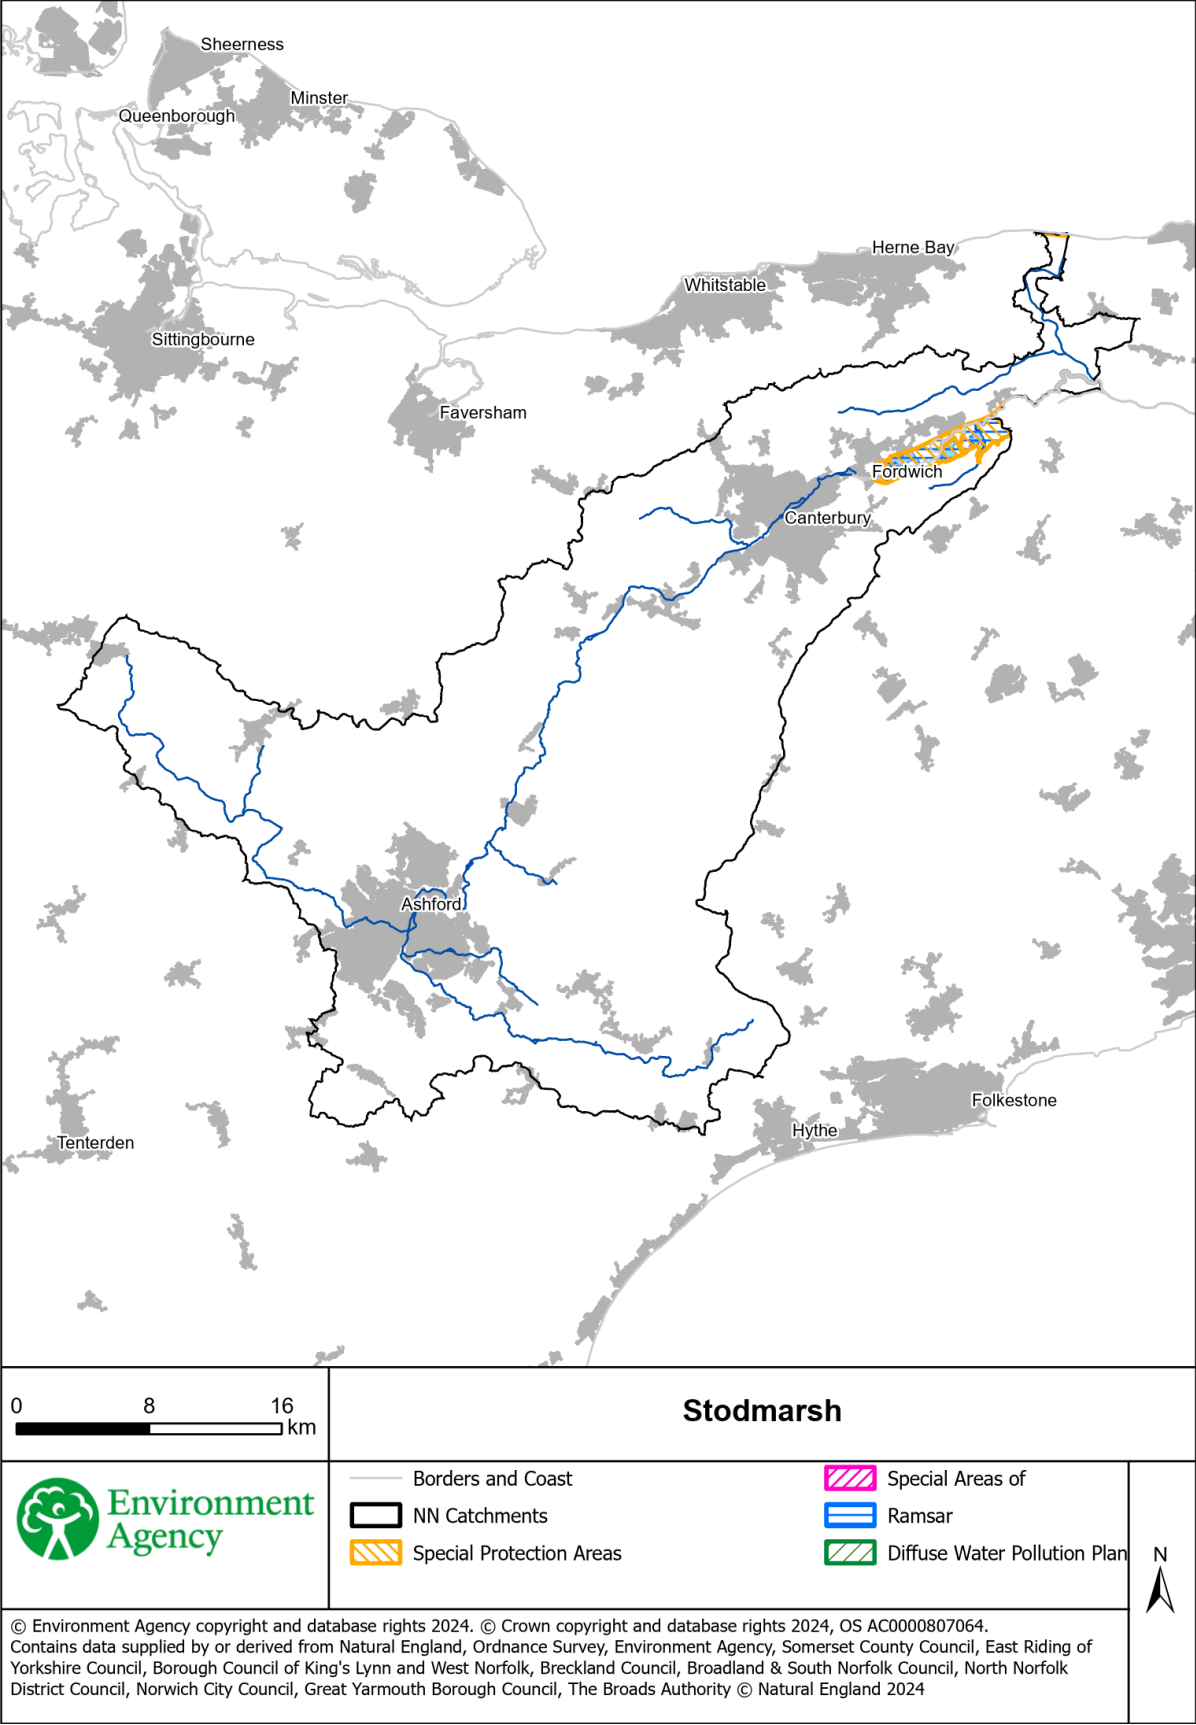 Sheerness
Minster
Queenborough
Herne Bay
Whitstable
Sittingbourne
Faversham
Fordwich
Canterbury
Ashford
Folkestone
Hythe
Tenterden
0 8 16
km
Stodmarsh
Environment
Agency
Borders and Coast
NN Catchments
Special Protection Areas
Special Areas of
Ramsar
Diffuse Water Pollution Plan
N
© Environment Agency copyright and database rights 2024. © Crown copyright and database rights 2024, OS AC0000807064.
Contains data supplied by or derived from Natural England, Ordnance Survey, Environment Agency, Somerset County Council, East Riding of
Yorkshire Council, Borough Council of King's Lynn and West Norfolk, Breckland Council, Broadland & South Norfolk Council, North Norfolk
District Council, Norwich City Council, Great Yarmouth Borough Council, The Broads Authority © Natural England 2024